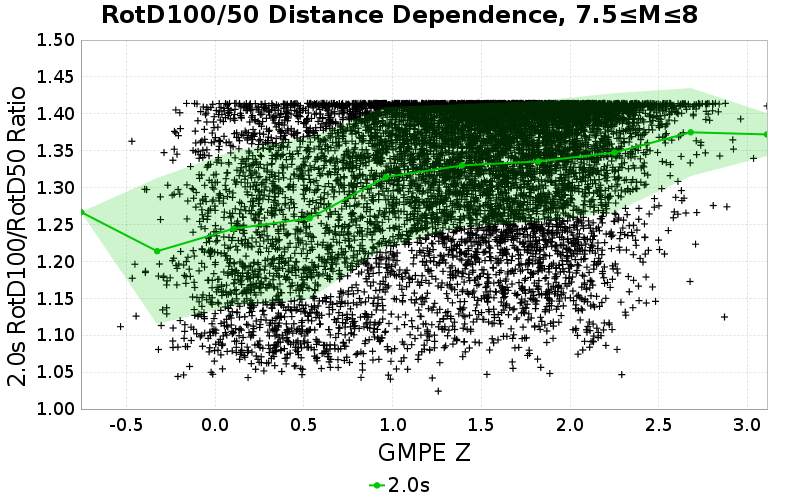 RotD100/50 Distance Dependence, 7.5≤M≤8
2.0s RotD100/RotD50 Ratio
1.50
1.45
1.40
1.35
1.30
1.25
1.20
1.15
1.10
1.05
1.00
-0.5 0.0 0.5 1.0 1.5 2.0 2.5 3.0
GMPE Z
2.0s